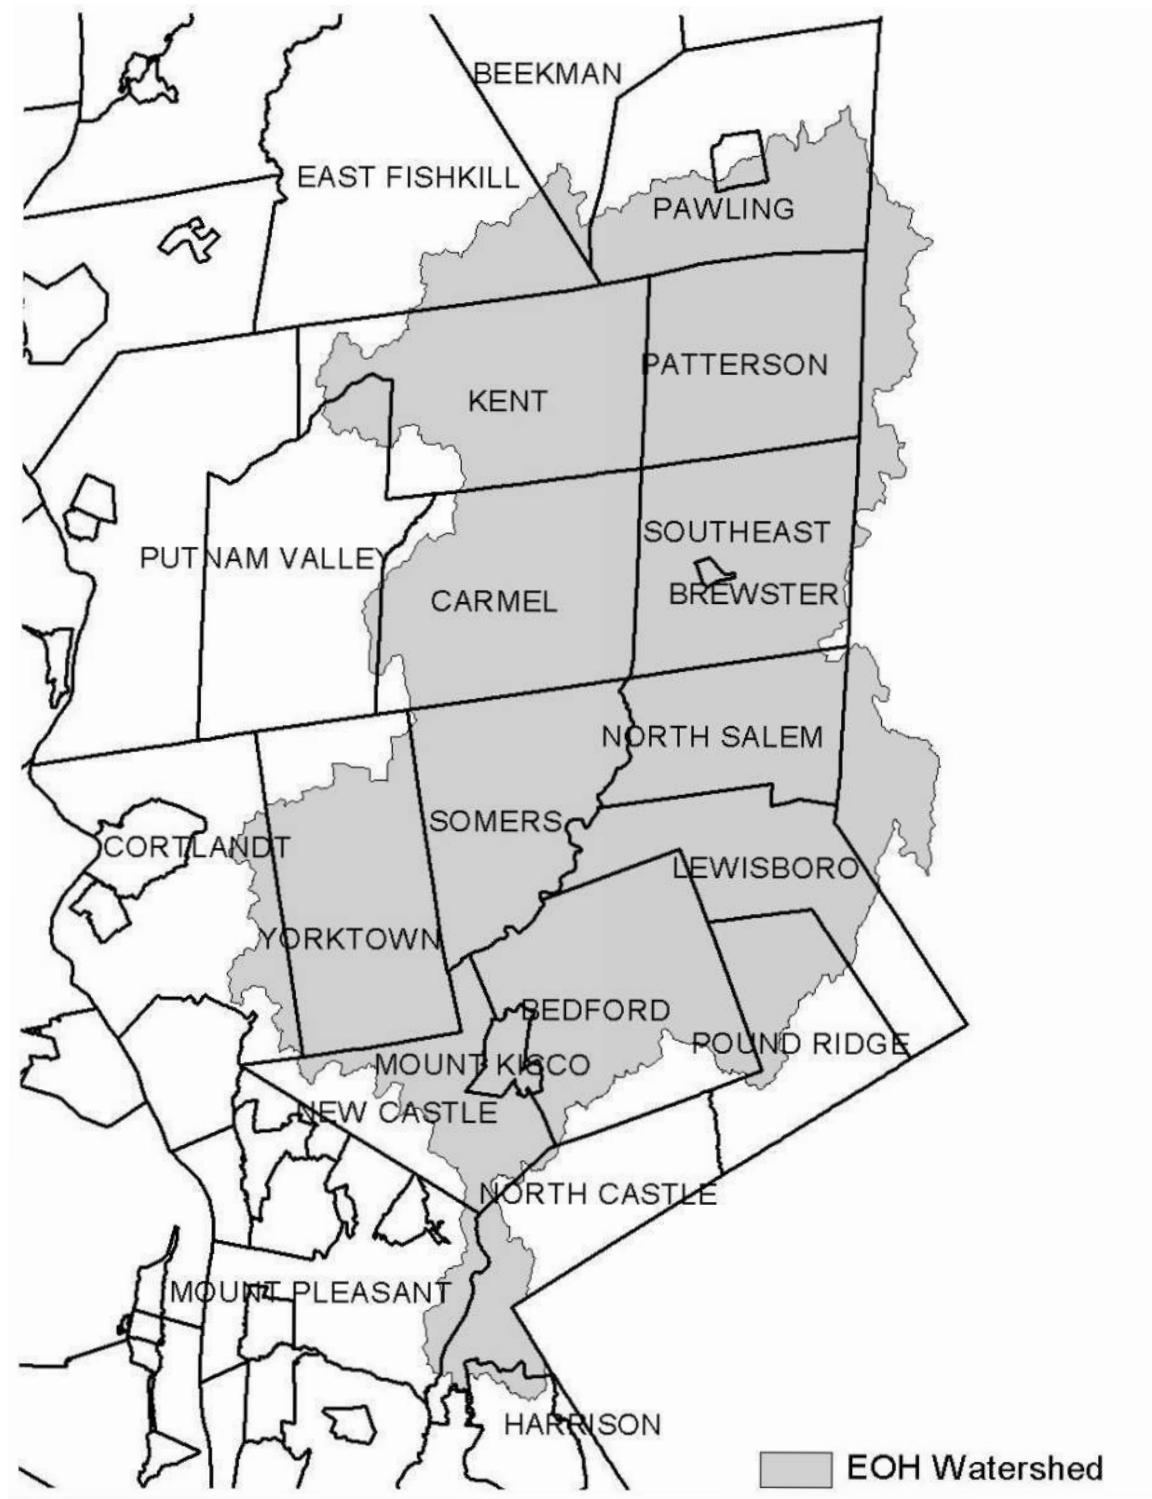 BEEKMAN
EAST FISHKILL
PAWLING
PATTERSON
KENT
SOUTHEAST
PUTNAM VALLEY
BREWSTER
CARMEL
NORTH SALEM
SOMERS
CORTLANDT
LEWISBORO
YORKTOWN
BEDFORD
POUND RIDGE
MOUNT KISCO
NEW CASTLE
NORTH CASTLE
MOUNT PLEASANT
HARRISON
EOH Watershed